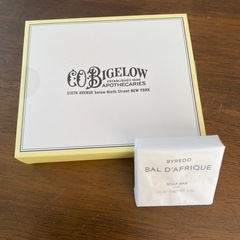 C.O.BIGELOW
ESTABLISHED 1838
APOTHECARIES
SIXTH AVENUE below Ninth Street NEW YORK
BYREDO
BAL D'AFRIQUE
SOAP BAR